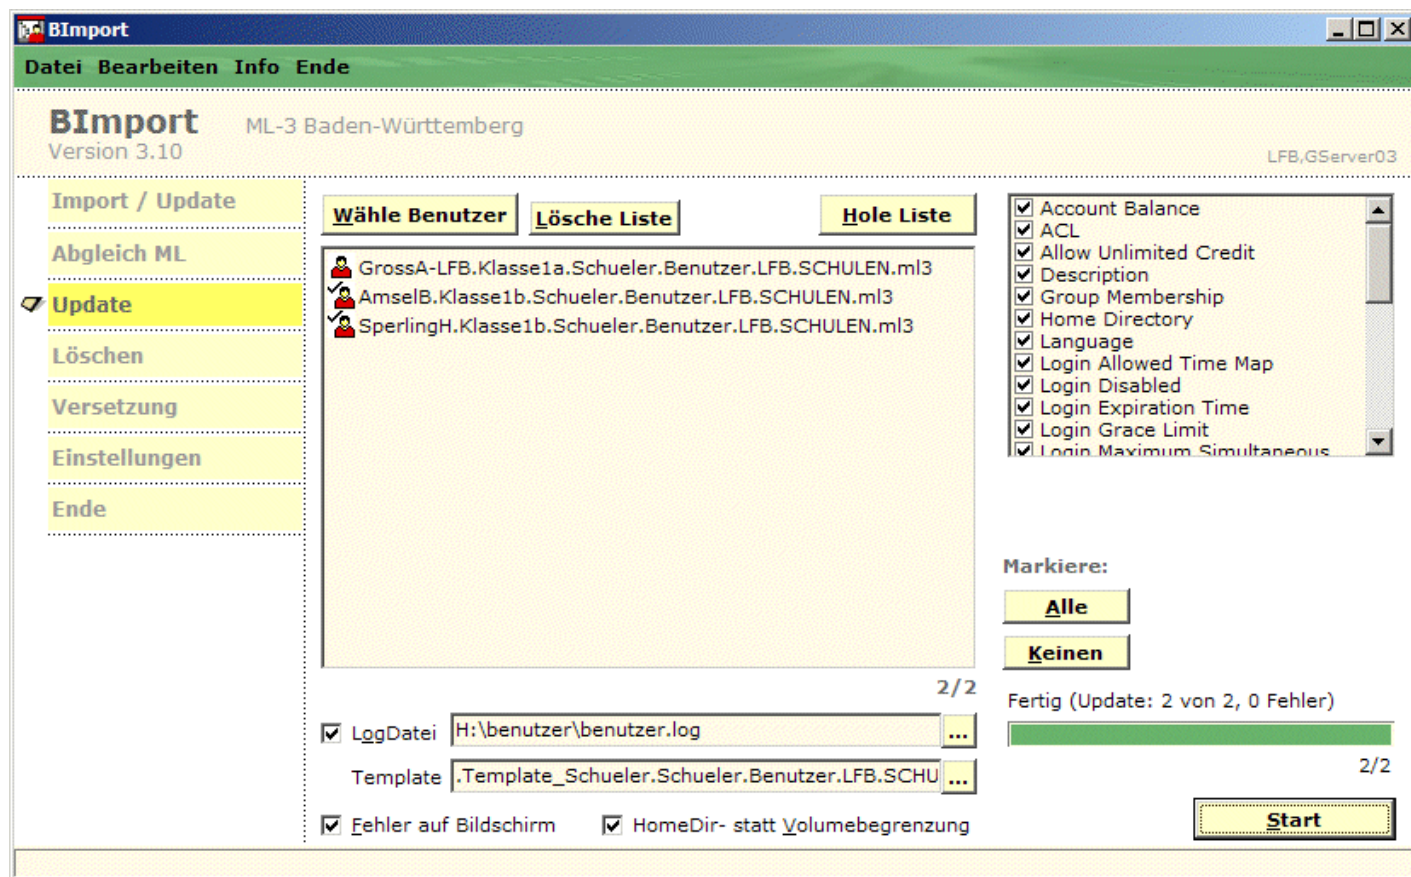 BImport
Datei Bearbeiten Info Ende
BImport ML-3 Baden-Württemberg
Version 3.10
LFB,GServer03
Import / Update
Abgleich ML
Update
Löschen
Versetzung
Einstellungen
Ende
Wähle Benutzer Lösche Liste Hole Liste
GrossA-LFB.Klasse1a.Schueler.Benutzer.LFB.SCHULEN.ml3
AmselB.Klasse1b.Schueler.Benutzer.LFB.SCHULEN.ml3
SperlingH.Klasse1b.Schueler.Benutzer.LFB.SCHULEN.ml3
2/2
LogDatei H:\benutzer\benutzer.log ...
Template .Template_Schueler.Schueler.Benutzer.LFB.SCHU ...
Fehler auf Bildschirm HomeDir- statt Volumebegrenzung
Account Balance
ACL
Allow Unlimited Credit
Description
Group Membership
Home Directory
Language
Login Allowed Time Map
Login Disabled
Login Expiration Time
Login Grace Limit
Login Maximum Simultaneous
Markiere:
Alle
Keinen
Fertig (Update: 2 von 2, 0 Fehler)
2/2
Start